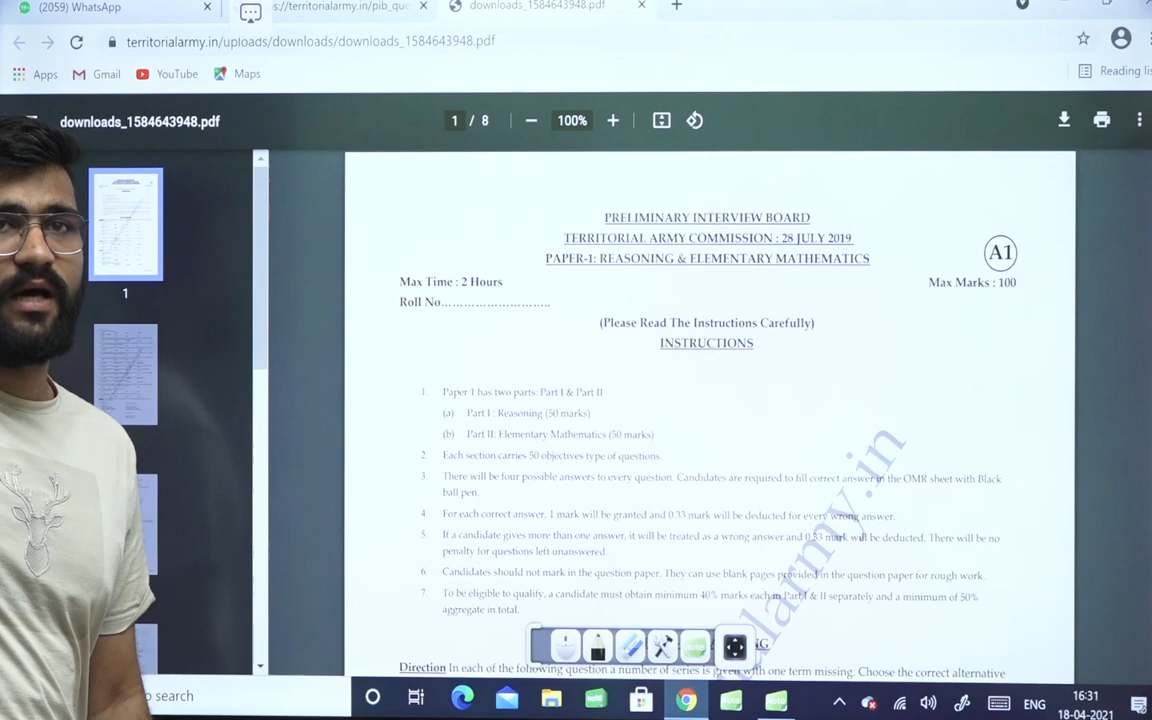 (2059) WhatsApp
s://territorialarmy.in/pib_que
downloads_1584643948.pdf
territorialarmy.in/uploads/downloads/downloads_1584643948.pdf
Apps
Gmail
YouTube
Maps
Reading lis
downloads_1584643948.pdf
1 / 8
100%
1
PRELIMINARY INTERVIEW BOARD
TERRITORIAL ARMY COMMISSION : 28 JULY 2019
PAPER-1: REASONING & ELEMENTARY MATHEMATICS
A1
Max Time : 2 Hours
Max Marks : 100
Roll No...............................
(Please Read The Instructions Carefully)
INSTRUCTIONS
1. Paper 1 has two parts: Part I & Part II
(a) Part I : Reasoning (50 marks)
(b) Part II: Elementary Mathematics (50 marks)
2. Each section carries 50 objectives type of questions.
3. There will be four possible answers to every question. Candidates are required to fill correct answer in the OMR sheet with Black
ball pen.
4. For each correct answer, 1 mark will be granted and 0.33 mark will be deducted for every wrong answer.
5. If a candidate gives more than one answer, it will be treated as a wrong answer and 0.33 mark will be deducted. There will be no
penalty for questions left unanswered.
6. Candidates should not mark in the question paper. They can use blank pages provided in the question paper for rough work.
7. To be eligible to qualify, a candidate must obtain minimum 40% marks each in Part I & II separately and a minimum of 50%
aggregate in total.
NG
Direction In each of the following question a number of series is given with one term missing. Choose the correct alternative
ialarmy.in
o search
ENG
16:31
18-04-2021